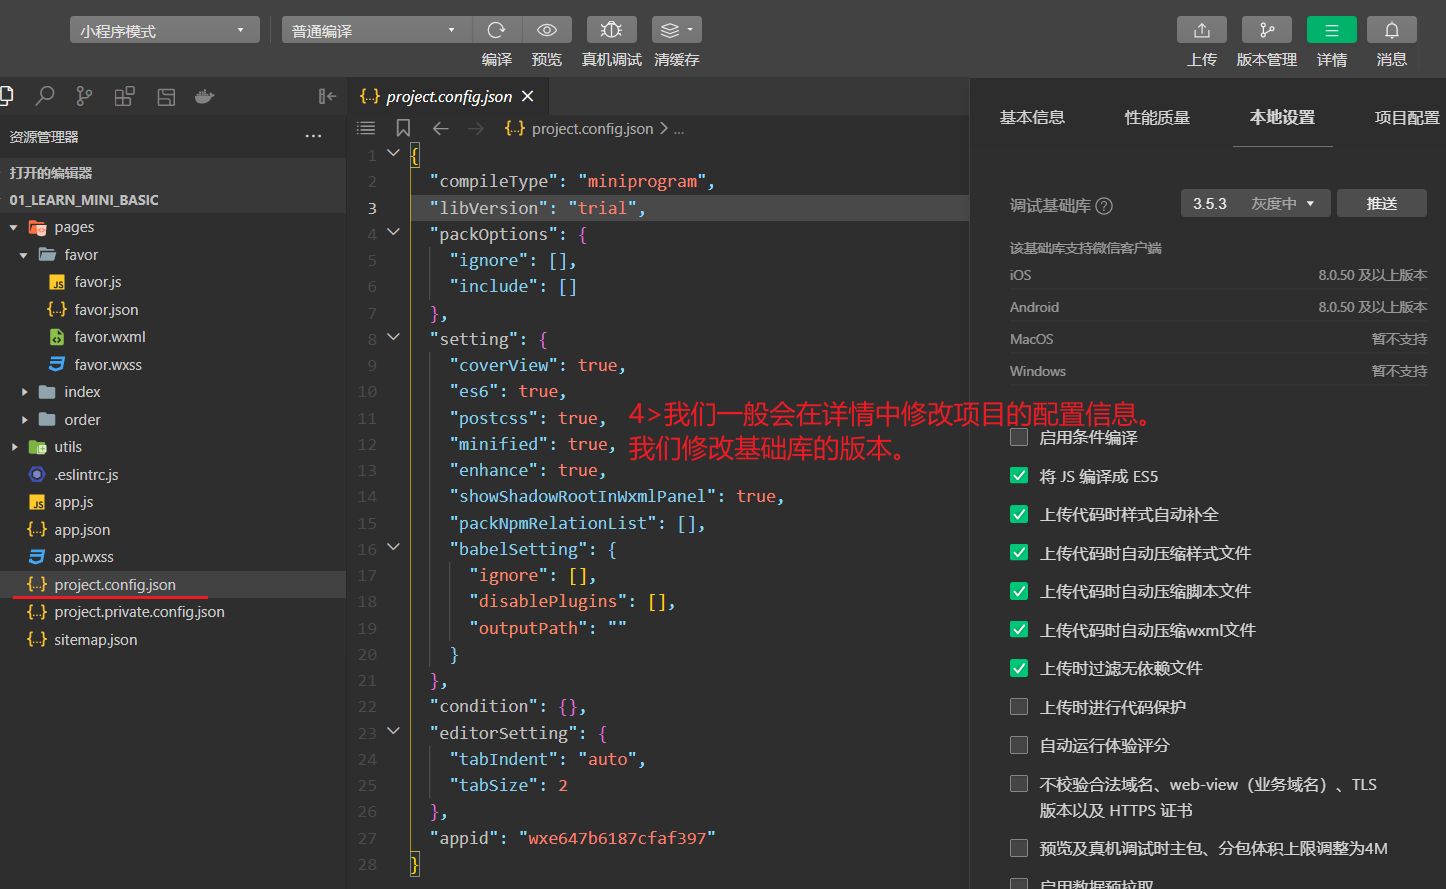 小程序模式
普通编译
编译
预览
真机调试
清缓存
上传
版本管理
详情
消息
资源管理器
...
打开的编辑器
01_LEARN_MINI_BASIC
pages
favor
favor.js
favor.json
favor.wxml
favor.wxss
index
order
utils
.eslintrc.js
app.js
app.json
app.wxss
project.config.json
project.private.config.json
sitemap.json
project.config.json
project.config.json > ...
1 {
2 "compileType": "miniprogram",
3 "libVersion": "trial",
4 "packOptions": {
5 "ignore": [],
6 "include": []
7 },
8 "setting": {
9 "coverView": true,
10 "es6": true,
11 "postcss": true,
12 "minified": true,
13 "enhance": true,
14 "showShadowRootInWxmlPanel": true,
15 "packNpmRelationList": [],
16 "babelSetting": {
17 "ignore": [],
18 "disablePlugins": [],
19 "outputPath": ""
20 }
21 },
22 "condition": {},
23 "editorSetting": {
24 "tabIndent": "auto",
25 "tabSize": 2
26 },
27 "appid": "wxe647b6187cfaf397"
28 }
4>我们一般会在详情中修改项目的配置信息。
我们修改基础库的版本。
基本信息
性能质量
本地设置
项目配置
调试基础库 ?
3.5.3 灰度中
推送
该基础库支持微信客户端
iOS 8.0.50 及以上版本
Android 8.0.50 及以上版本
MacOS 暂不支持
Windows 暂不支持
启用条件编译
将 JS 编译成 ES5
上传代码时样式自动补全
上传代码时自动压缩样式文件
上传代码时自动压缩脚本文件
上传代码时自动压缩wxml文件
上传时过滤无依赖文件
上传时进行代码保护
自动运行体验评分
不校验合法域名、web-view（业务域名）、TLS
版本以及 HTTPS 证书
预览及真机调试时主包、分包体积上限调整为4M
启用数据预拉取